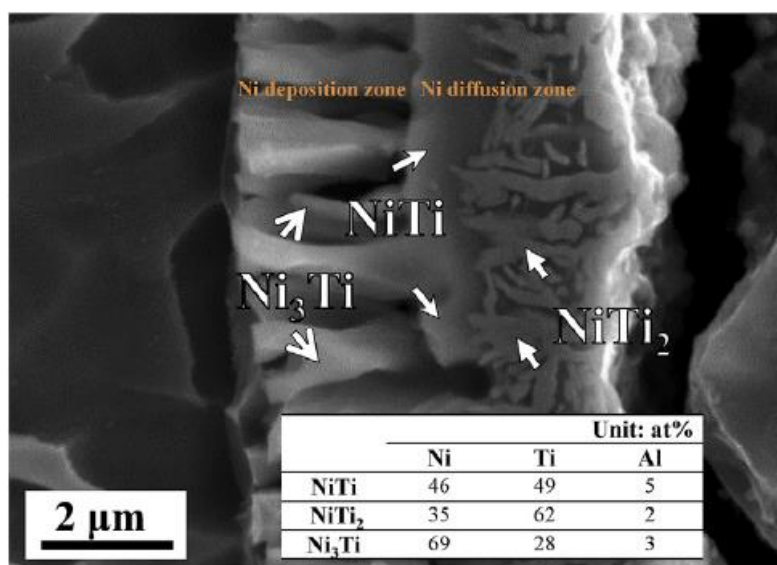 Ni deposition zone Ni diffusion zone
NiTi
Ni₃Ti
NiTi₂
Unit: at%
Ni Ti Al
NiTi 46 49 5
NiTi₂ 35 62 2
Ni₃Ti 69 28 3
2 μm